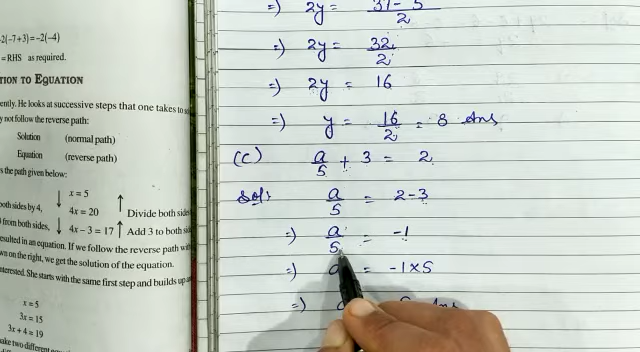 2(−7+3)=−2(−4)
=RHS as required.
TION TO EQUATION
ently. He looks at successive steps that one takes to
y not follow the reverse path:
Solution (normal path)
Equation (reverse path)
s the path given below:
x = 5
both sides by 4, 4x = 20 Divide both sides
from both sides, 4x − 3 = 17 Add 3 to both
esulted in an equation. If we follow the reverse path
wn on the right, we get the solution of the equation.
nterested. She starts with the same first step and builds up
x = 5
3x = 15
3x + 4 = 19
ake two different
=) 2y = 37-5/2
=) 2y = 32/2
=) 2y = 16
=) y = 16/2 = 8 Ans
(C) a/5 + 3 = 2
Sol: a/5 = 2-3
=) a/5 = -1
=) a = -1×5
=) Ans